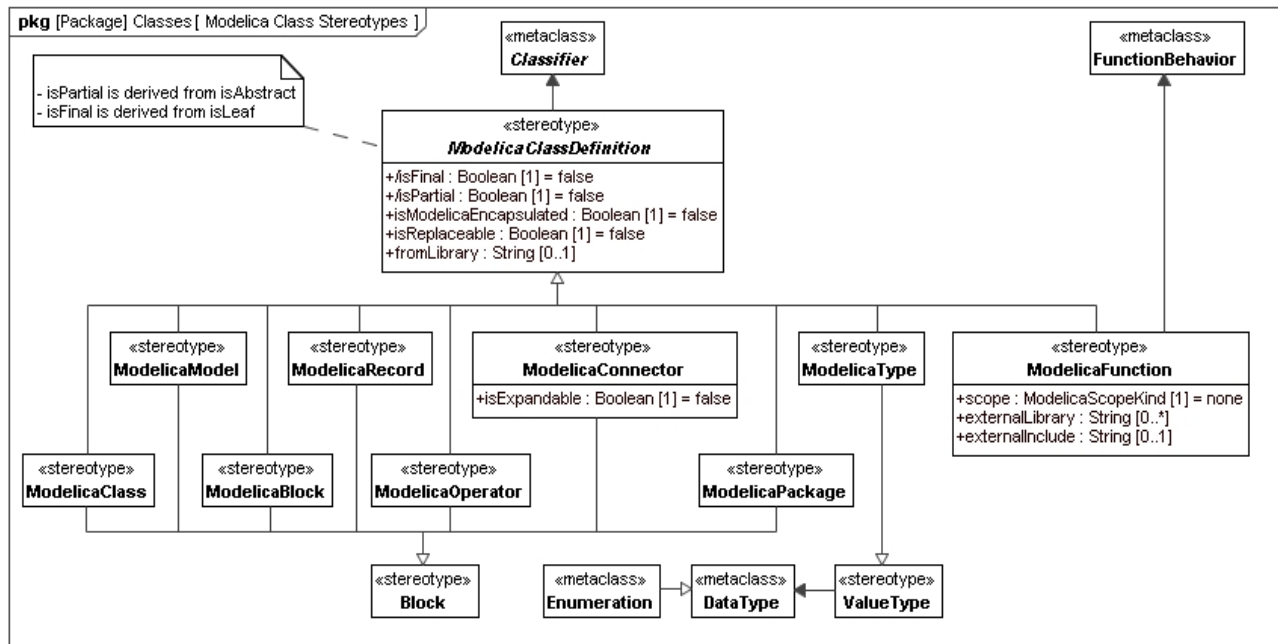 pkg [Package] Classes [ Modelica Class Stereotypes ]
- isPartial is derived from isAbstract
- isFinal is derived from isLeaf
«metaclass»
Classifier
«metaclass»
FunctionBehavior
«stereotype»
ModelicaClassDefinition
+/isFinal : Boolean [1] = false
+/isPartial : Boolean [1] = false
+isModelicaEncapsulated : Boolean [1] = false
+isReplaceable : Boolean [1] = false
+fromLibrary : String [0..1]
«stereotype»
ModelicaModel
«stereotype»
ModelicaRecord
«stereotype»
ModelicaConnector
+isExpandable : Boolean [1] = false
«stereotype»
ModelicaType
«stereotype»
ModelicaFunction
+scope : ModelicaScopeKind [1] = none
+externalLibrary : String [0..*]
+externalInclude : String [0..1]
«stereotype»
ModelicaClass
«stereotype»
ModelicaBlock
«stereotype»
ModelicaOperator
«stereotype»
ModelicaPackage
«stereotype»
Block
«metaclass»
Enumeration
«metaclass»
DataType
«stereotype»
ValueType